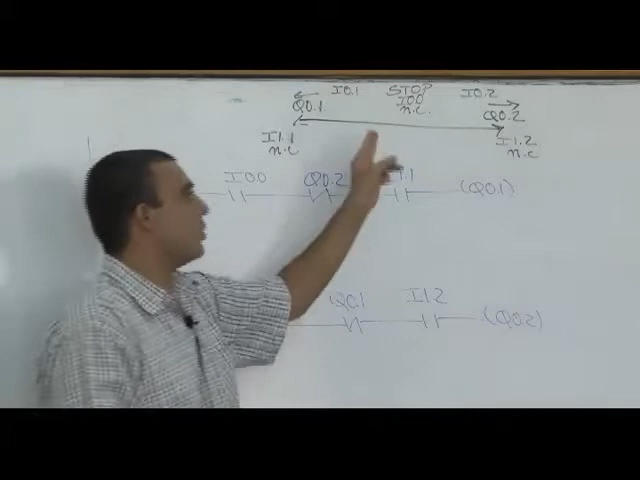 I0.1 STOP I0.2
Q0.1 I0.0 Q0.2
n.c.
I1.1 I1.2
n.c n.c
I0.0 Q0.2 I1.1 (Q0.1)
Q0.1 I1.2 (Q0.2)